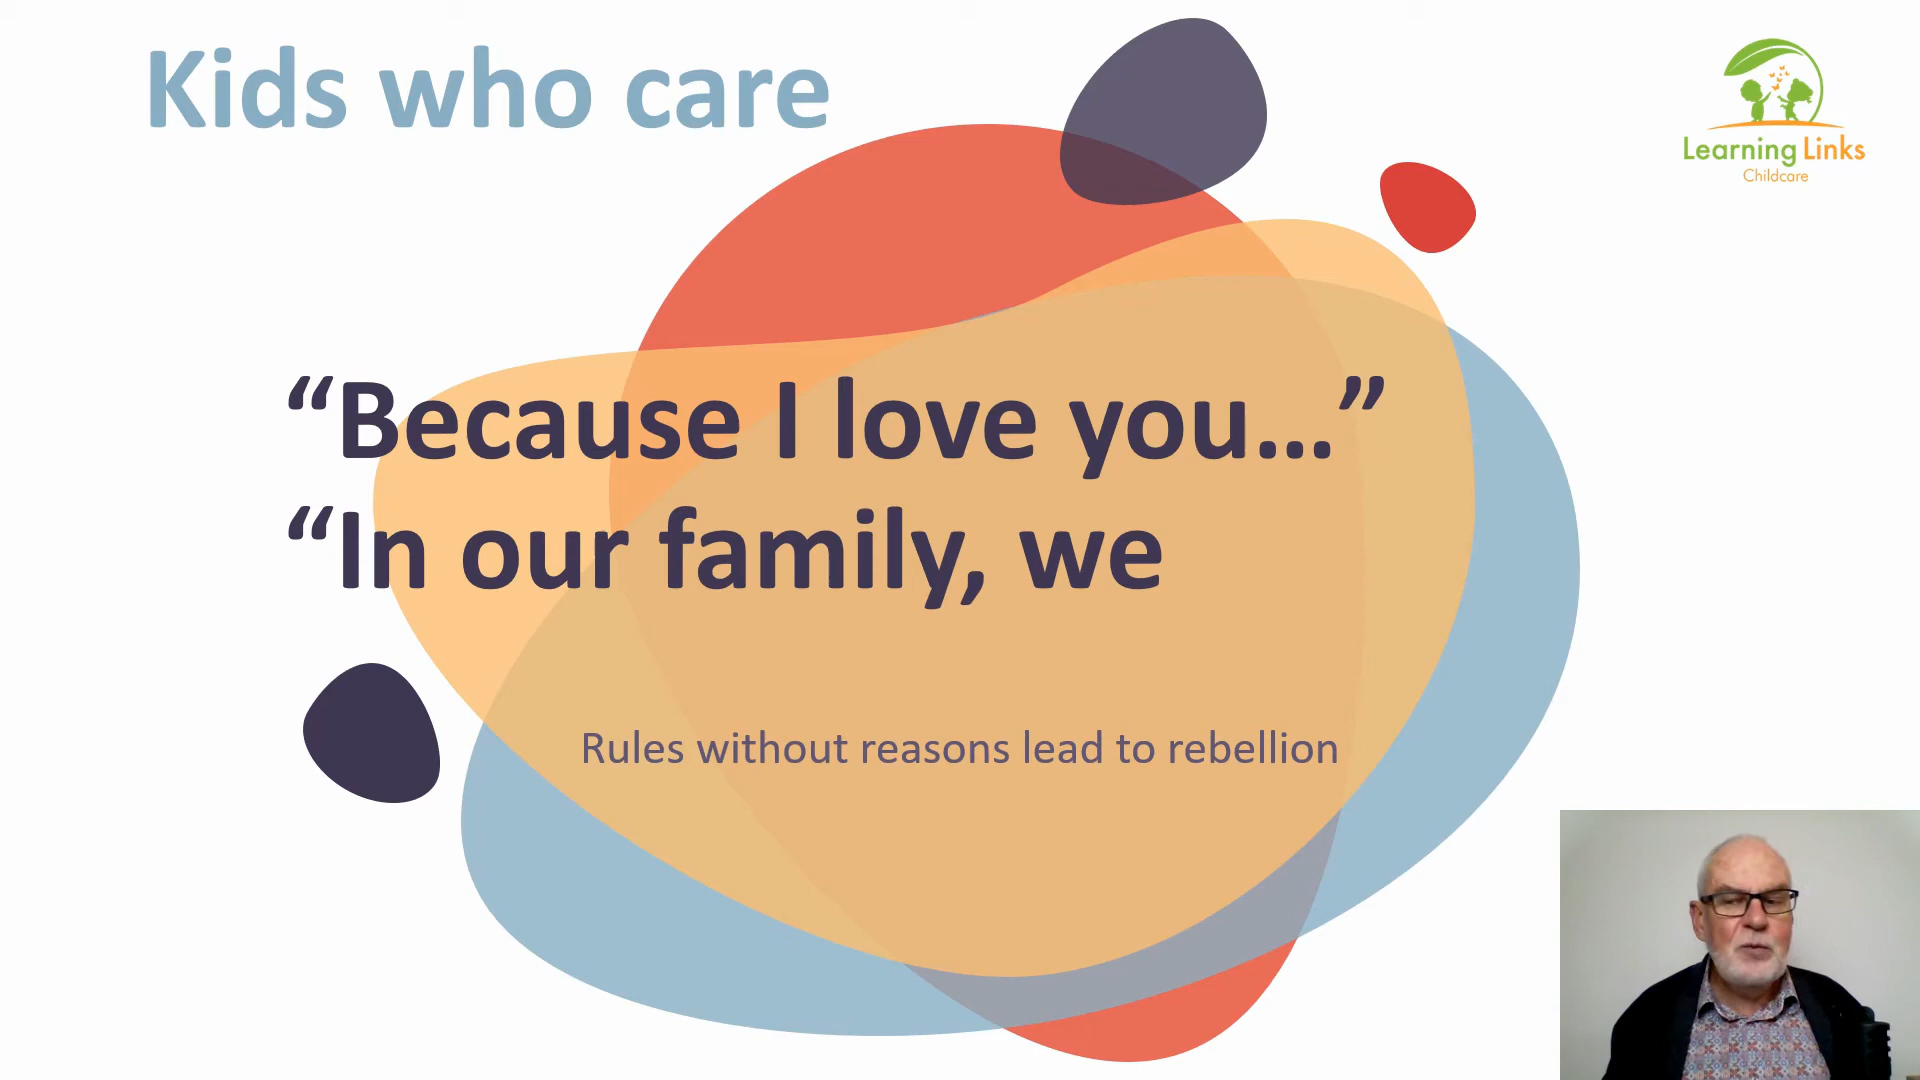 Kids who care
Learning Links
Childcare
“Because I love you...”
“In our family, we
Rules without reasons lead to rebellion